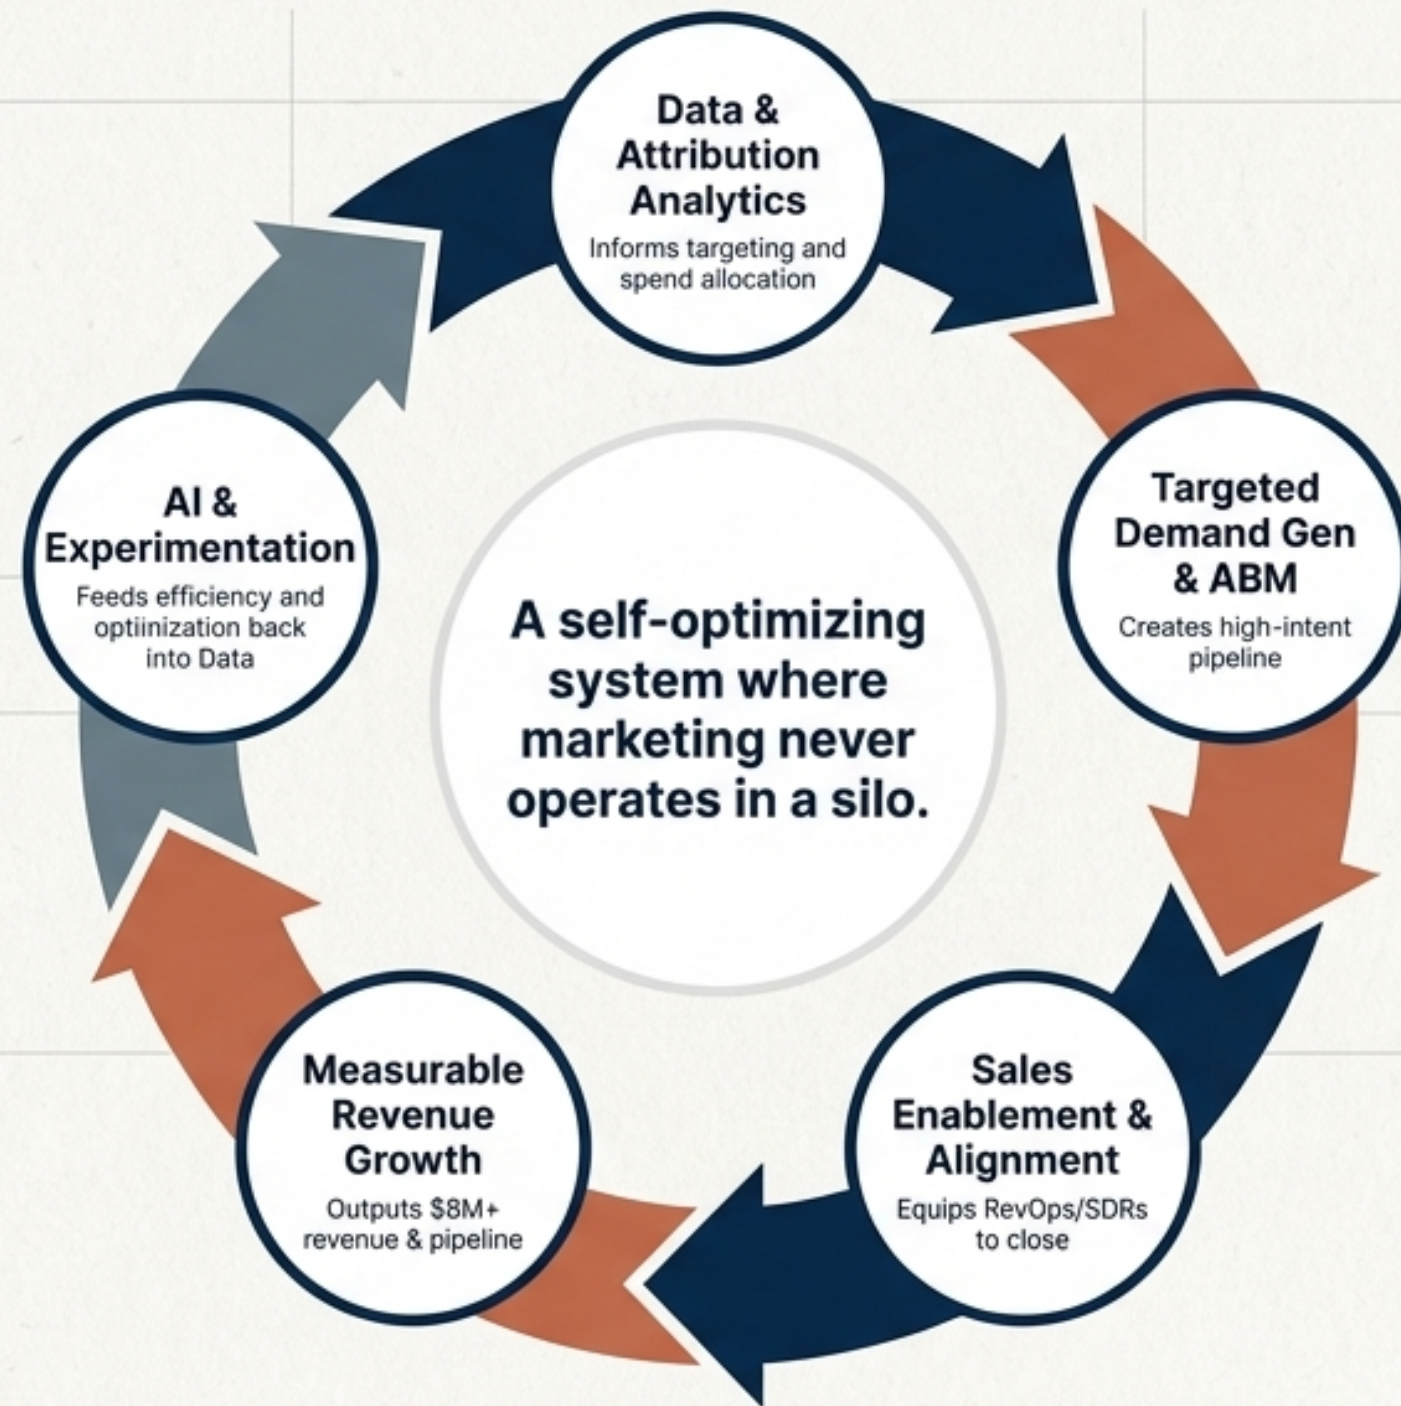 Data &
Attribution
Analytics
Informs targeting and
spend allocation
Targeted
Demand Gen
& ABM
Creates high-intent
pipeline
Sales
Enablement &
Alignment
Equips RevOps/SDRs
to close
Measurable
Revenue
Growth
Outputs $8M+
revenue & pipeline
AI &
Experimentation
Feeds efficiency and
optiinization back
into Data
A self-optimizing
system where
marketing never
operates in a silo.